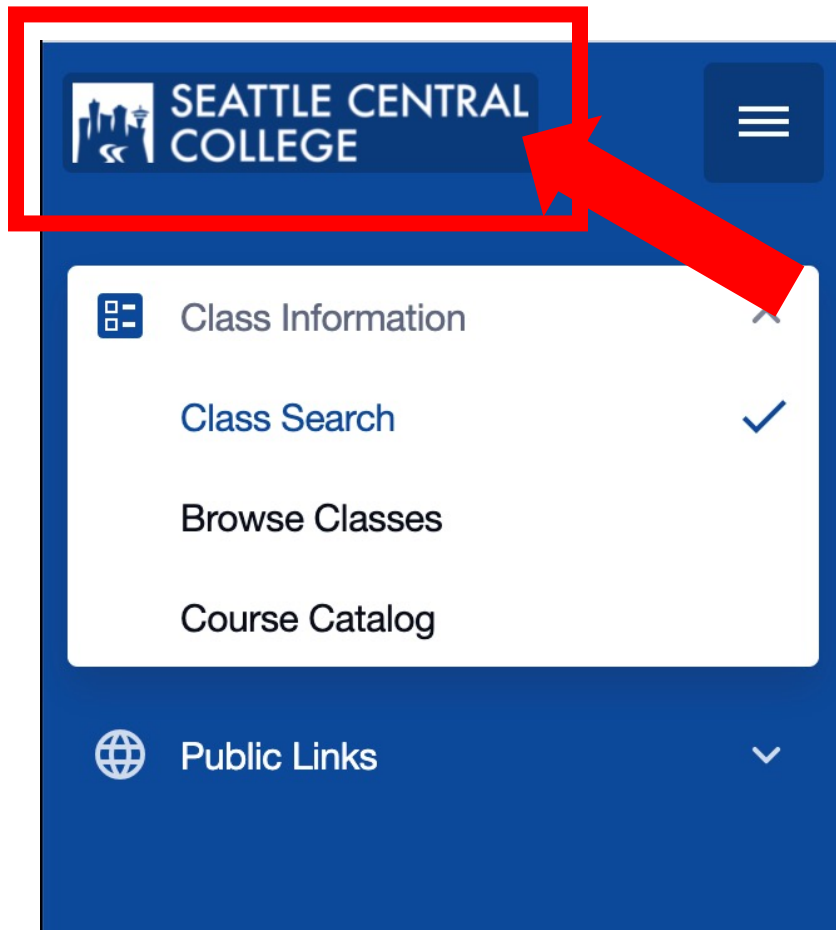 SEATTLE CENTRAL
COLLEGE
Class Information
Class Search
Browse Classes
Course Catalog
Public Links